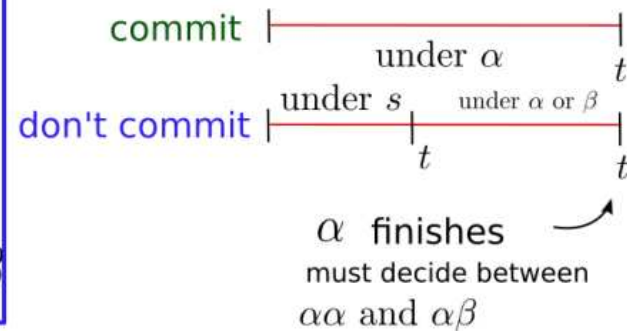 commit
under α
t
under s
under α or β
don't commit
t
t
α finishes
must decide between
αα and αβ